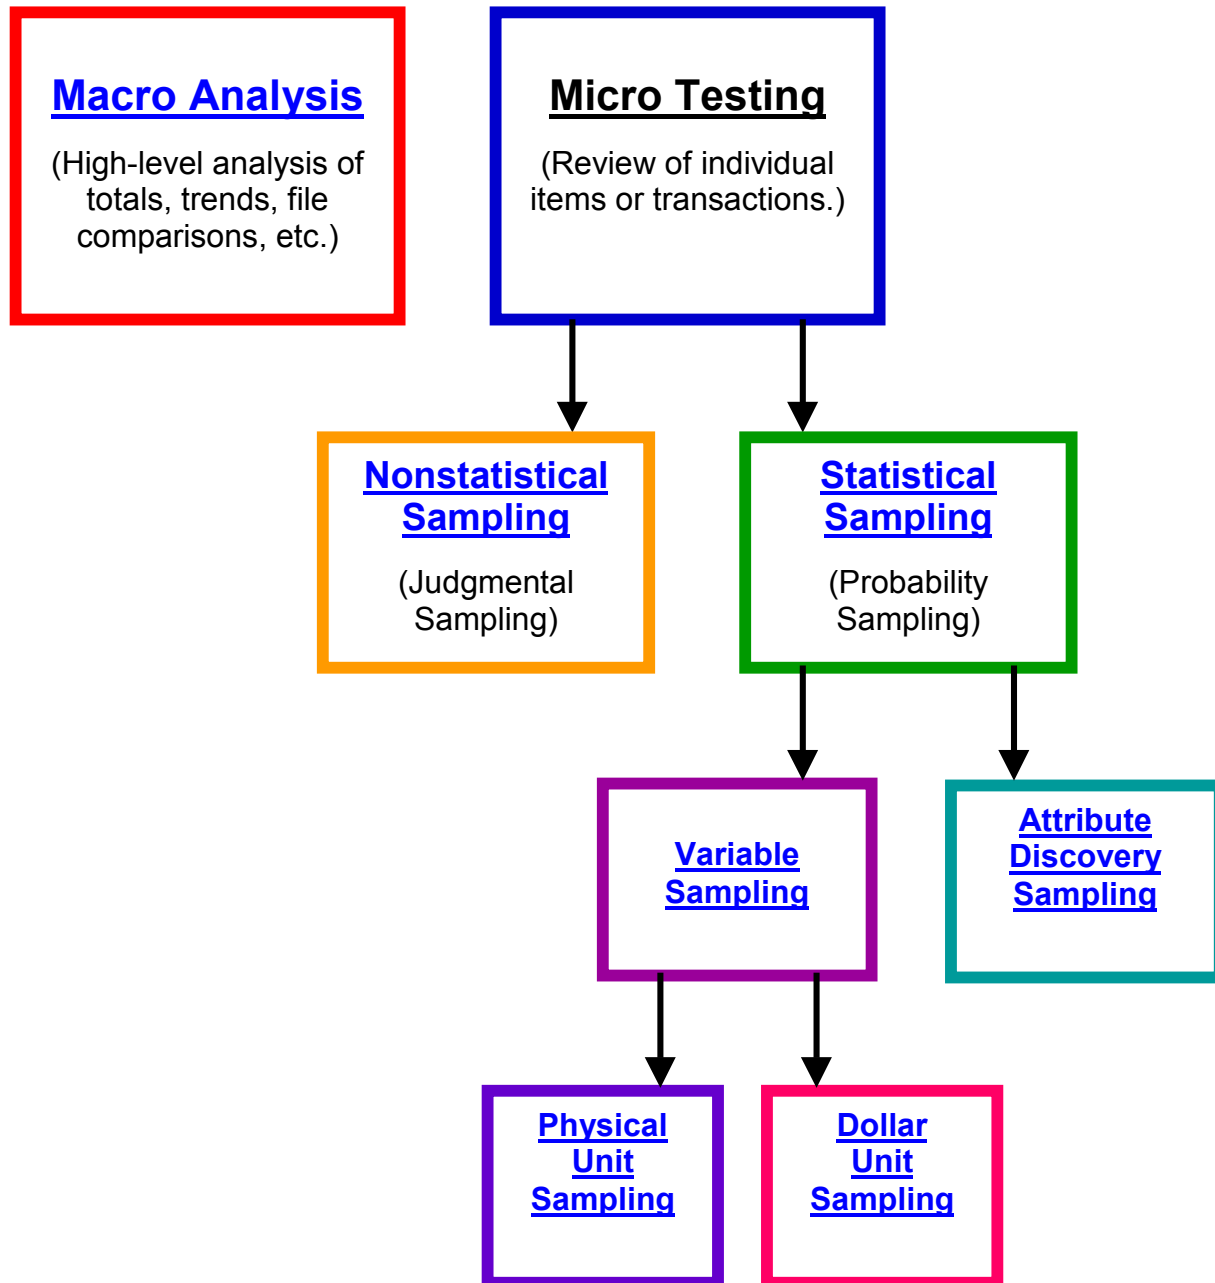 Macro Analysis
(High-level analysis of
totals, trends, file
comparisons, etc.)
Micro Testing
(Review of individual
items or transactions.)
Nonstatistical
Sampling
(Judgmental
Sampling)
Statistical
Sampling
(Probability
Sampling)
Variable
Sampling
Attribute
Discovery
Sampling
Physical
Unit
Sampling
Dollar
Unit
Sampling